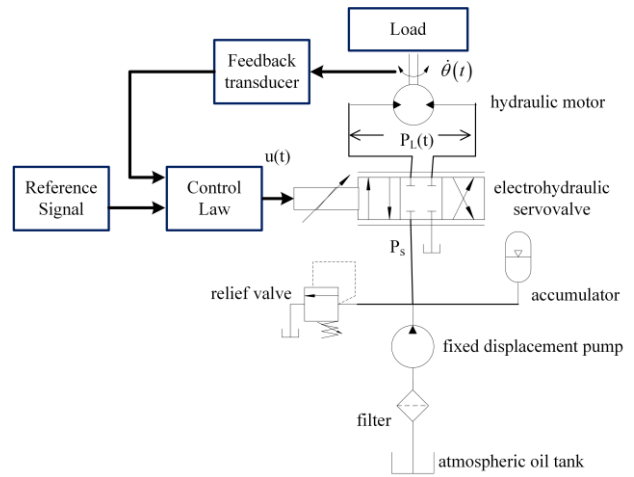 Load
Feedback
transducer
θ̇(t)
hydraulic motor
P_L(t)
u(t)
Reference
Signal
Control
Law
electrohydraulic
servovalve
P_s
relief valve
accumulator
fixed displacement pump
filter
atmospheric oil tank